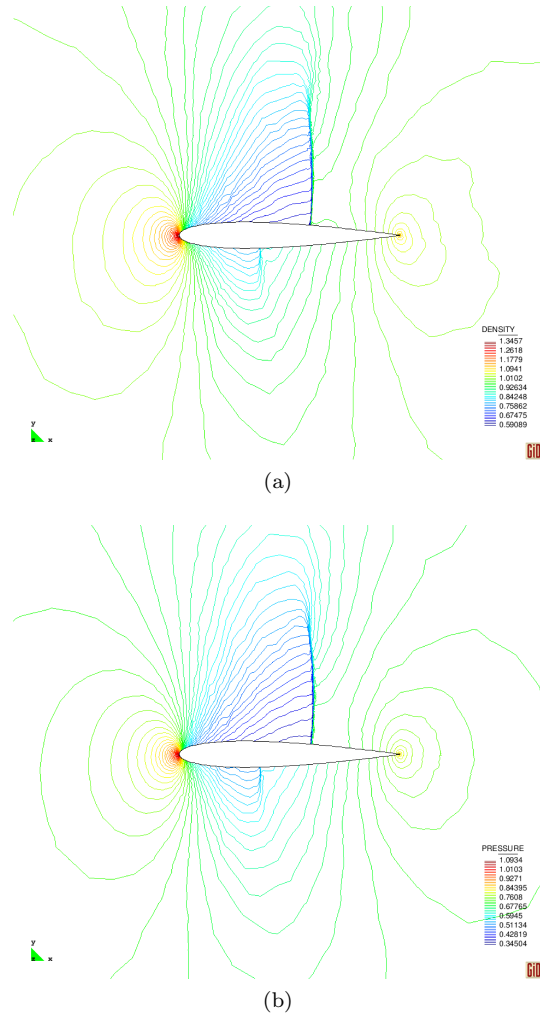 DENSITY
1.3457
1.2618
1.1779
1.0941
1.0102
0.92634
0.84248
0.75862
0.67475
0.59089
y
z x
GiD
(a)
PRESSURE
1.0934
1.0103
0.9271
0.84395
0.7608
0.67765
0.5945
0.51134
0.42819
0.34504
y
z x
GiD
(b)